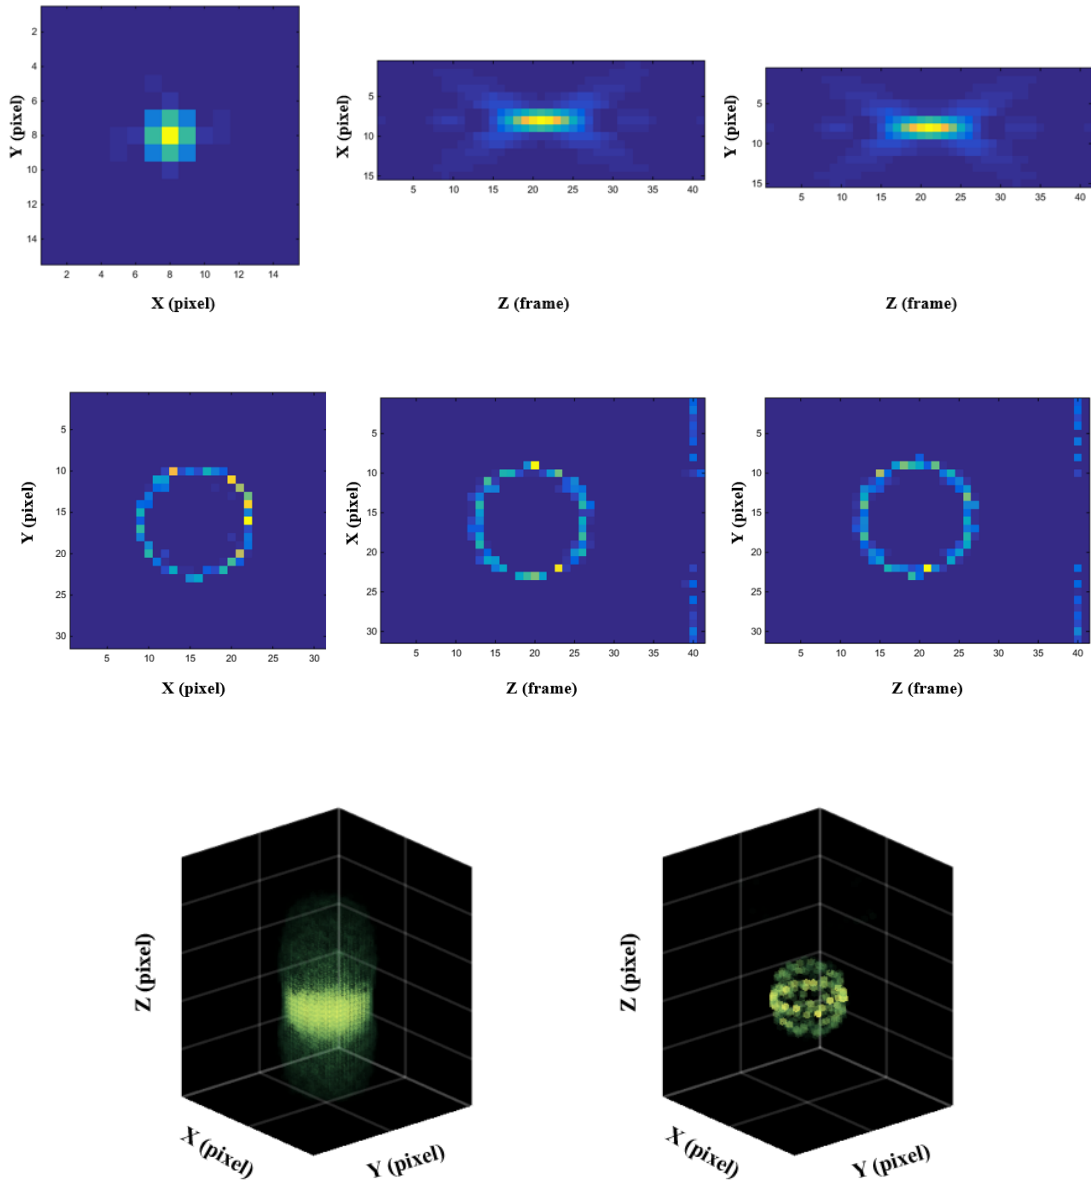 2
4
6
8
10
12
14
Y (pixel)
2 4 6 8 10 12 14
X (pixel)
5
10
15
X (pixel)
5 10 15 20 25 30 35 40
Z (frame)
5
10
15
Y (pixel)
5 10 15 20 25 30 35 40
Z (frame)
5
10
15
20
25
30
Y (pixel)
5 10 15 20 25 30
X (pixel)
5
10
15
20
25
30
X (pixel)
5 10 15 20 25 30 35 40
Z (frame)
5
10
15
20
25
30
Y (pixel)
5 10 15 20 25 30 35 40
Z (frame)
Z (pixel)
X (pixel)
Y (pixel)
Z (pixel)
X (pixel)
Y (pixel)